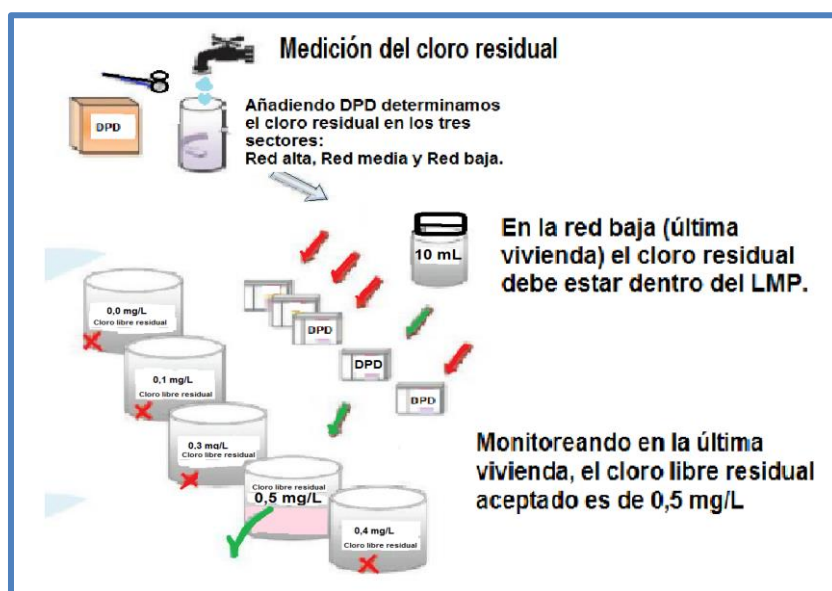 Medición del cloro residual
DPD
Añadiendo DPD determinamos
el cloro residual en los tres
sectores:
Red alta, Red media y Red baja.
10 mL
En la red baja (última
vivienda) el cloro residual
debe estar dentro del LMP.
0,0 mg/L
Cloro libre residual
DPD
0,1 mg/L
Cloro libre residual
DPD
DPD
0,3 mg/L
Cloro libre residual
Cloro libre residual
0,5 mg/L
0,4 mg/L
Cloro libre residual
Monitoreando en la última
vivienda, el cloro libre residual
aceptado es de 0,5 mg/L